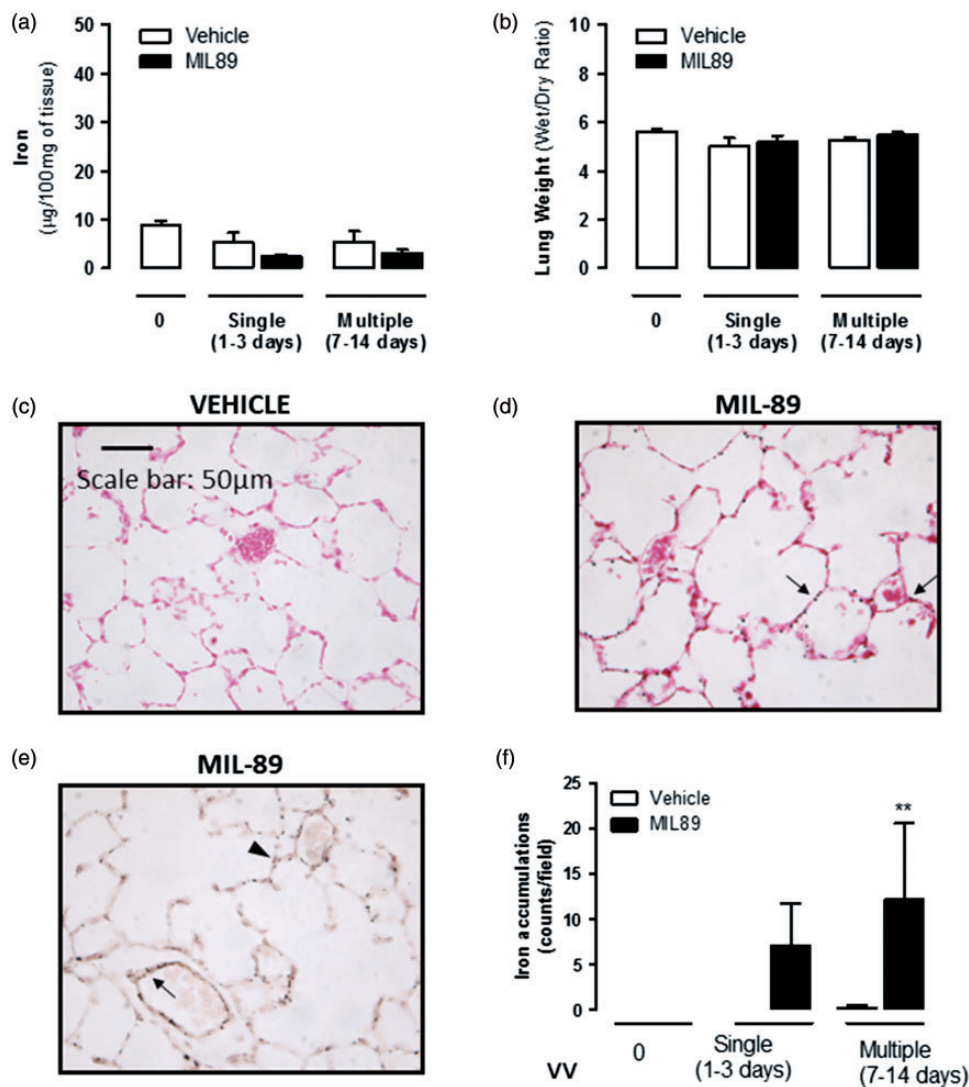 (a)
Iron
(µg/100mg of tissue)
50
40
30
20
10
0
Vehicle
MIL89
0
Single
(1-3 days)
Multiple
(7-14 days)
(b)
Lung Weight (Wet/Dry Ratio)
10
8
6
4
2
0
Vehicle
MIL89
0
Single
(1-3 days)
Multiple
(7-14 days)
(c)
VEHICLE
Scale bar: 50µm
(d)
MIL-89
(e)
MIL-89
(f)
Iron accumulations
(counts/field)
25
20
15
10
5
0
Vehicle
MIL89
**
VV
0
Single
(1-3 days)
Multiple
(7-14 days)